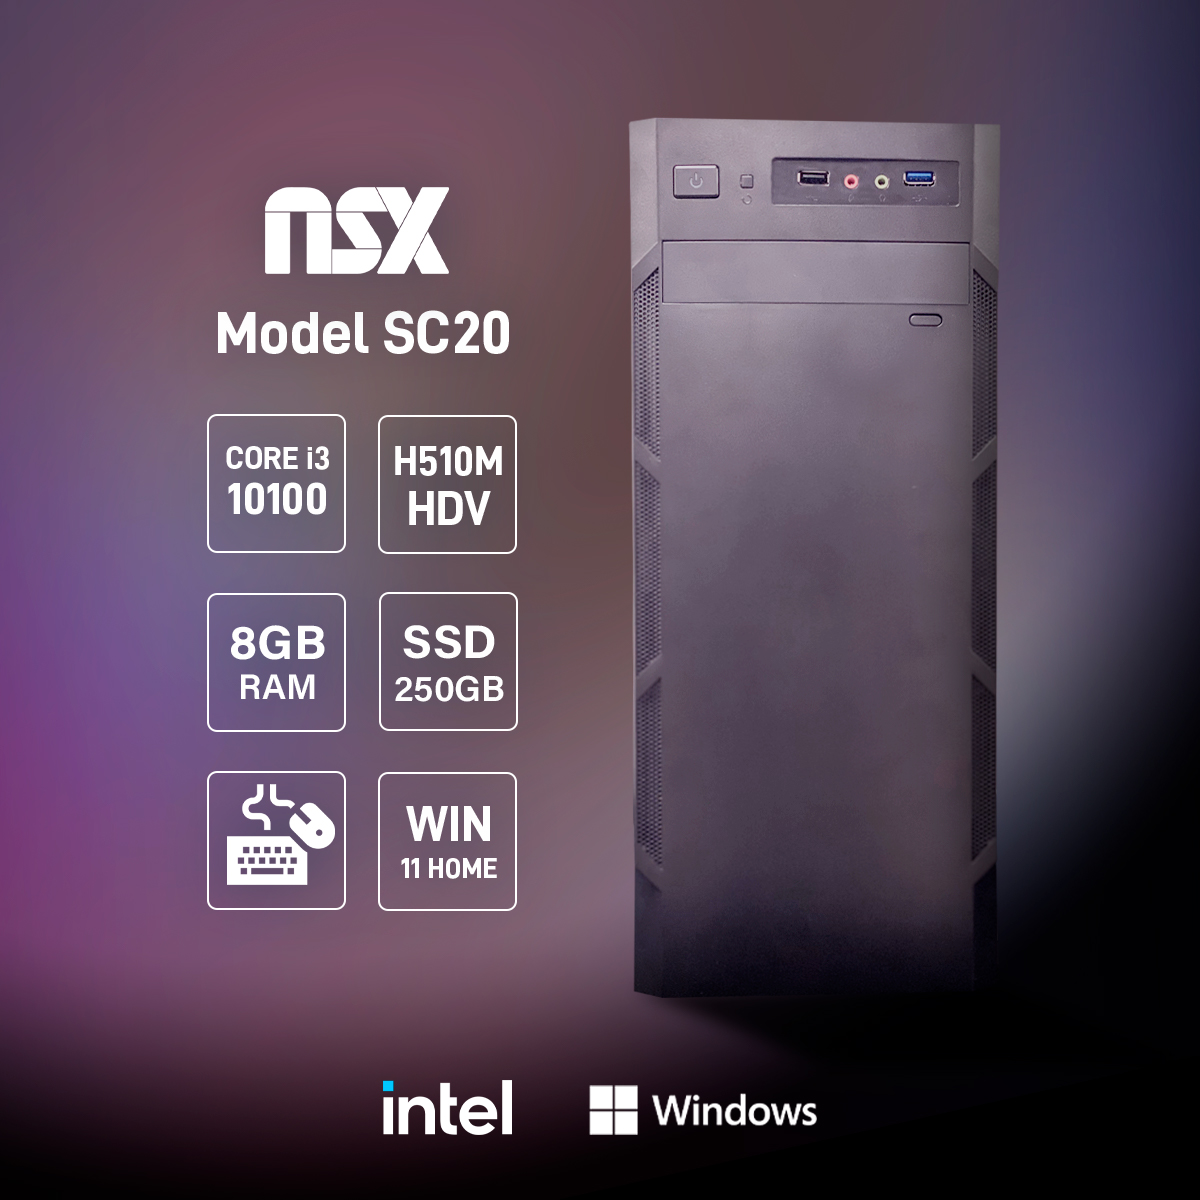 nsx
Model SC20
CORE i3
10100
H510M
HDV
8GB
RAM
SSD
250GB
WIN
11 HOME
intel
Windows